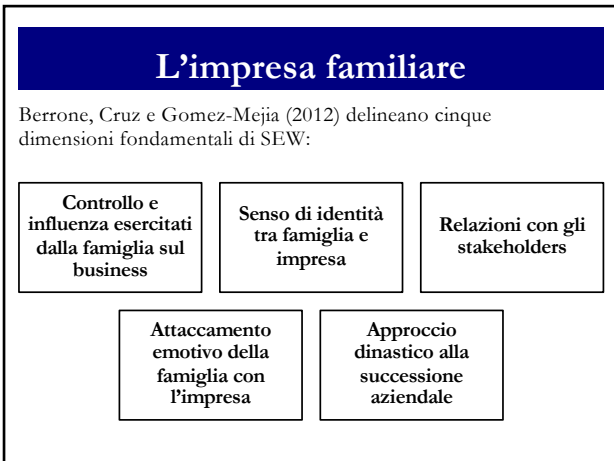 L'impresa familiare
Berrone, Cruz e Gomez-Mejia (2012) delineano cinque
dimensioni fondamentali di SEW:
Controllo e
influenza esercitati
dalla famiglia sul
business
Senso di identità
tra famiglia e
impresa
Relazioni con gli
stakeholders
Attaccamento
emotivo della
famiglia con
l'impresa
Approccio
dinastico alla
successione
aziendale